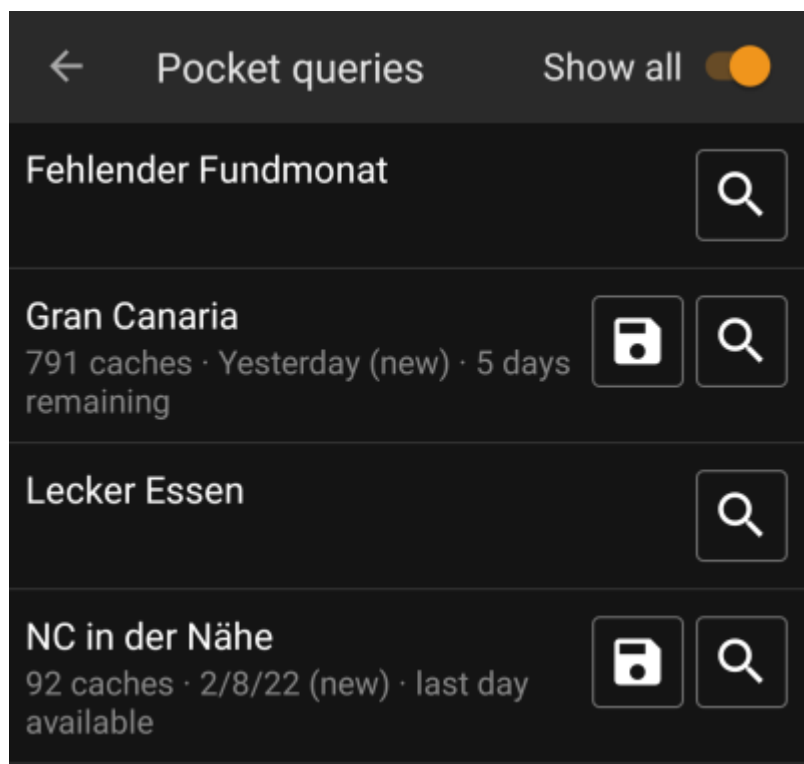 Pocket queries Show all
Fehlender Fundmonat
Gran Canaria
791 caches · Yesterday (new) · 5 days
remaining
Lecker Essen
NC in der Nähe
92 caches · 2/8/22 (new) · last day
available